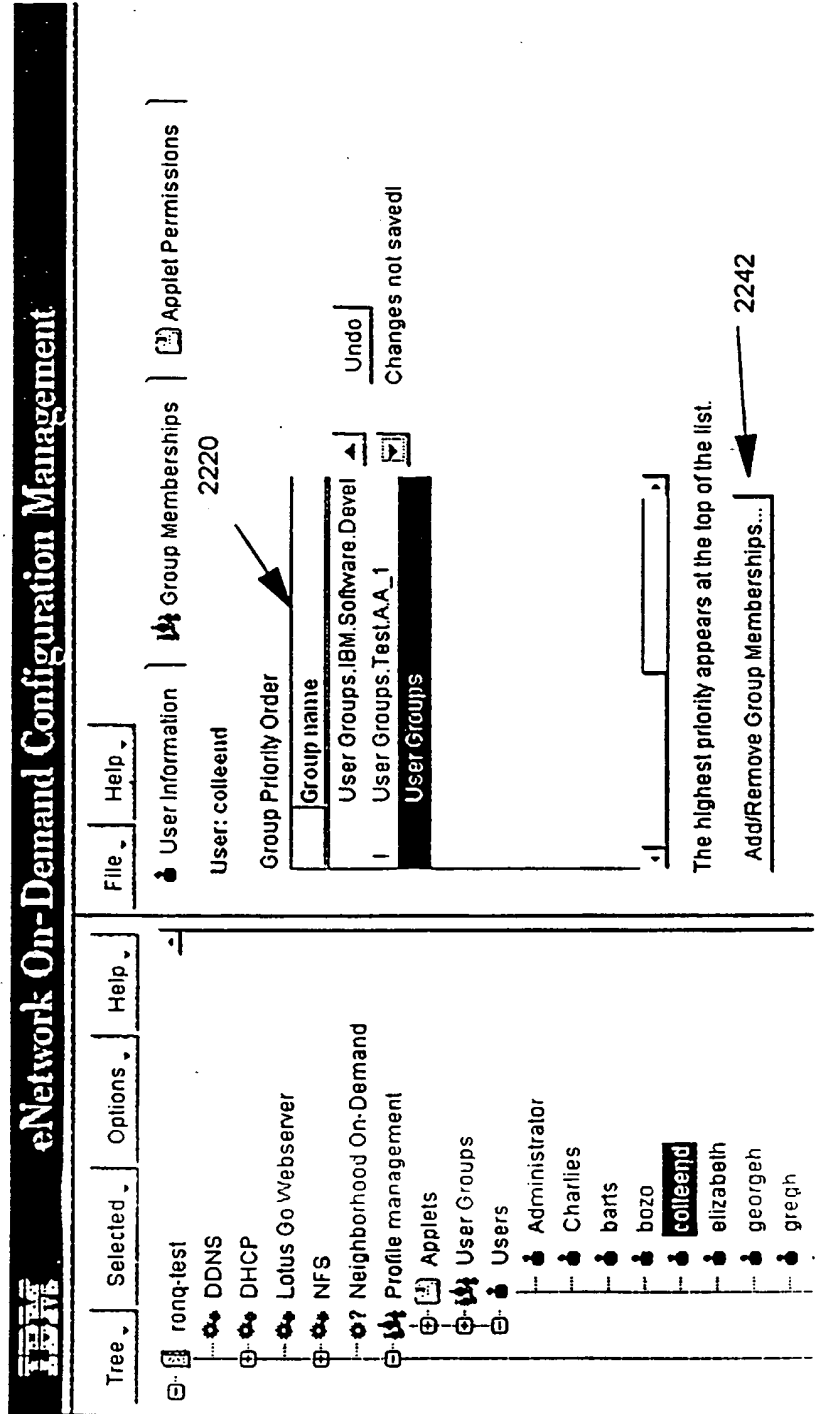 IBM eNetwork On-Demand Configuration Management
Tree Selected Options Help
ronq-test
DDNS
DHCP
Lotus Go Webserver
NFS
? Neighborhood On-Demand
Profile management
Applets
User Groups
Users
Administrator
Charlies
barts
bozo
colleend
elizabeth
georgeh
gregh
File Help
User Information Group Memberships Applet Permissions
User: colleend
2220
Group Priority Order
Group name
User Groups.IBM.Software.Devel
User Groups.Test.A.A_1
User Groups
Undo
Changes not saved!
The highest priority appears at the top of the list.
Add/Remove Group Memberships...
2242